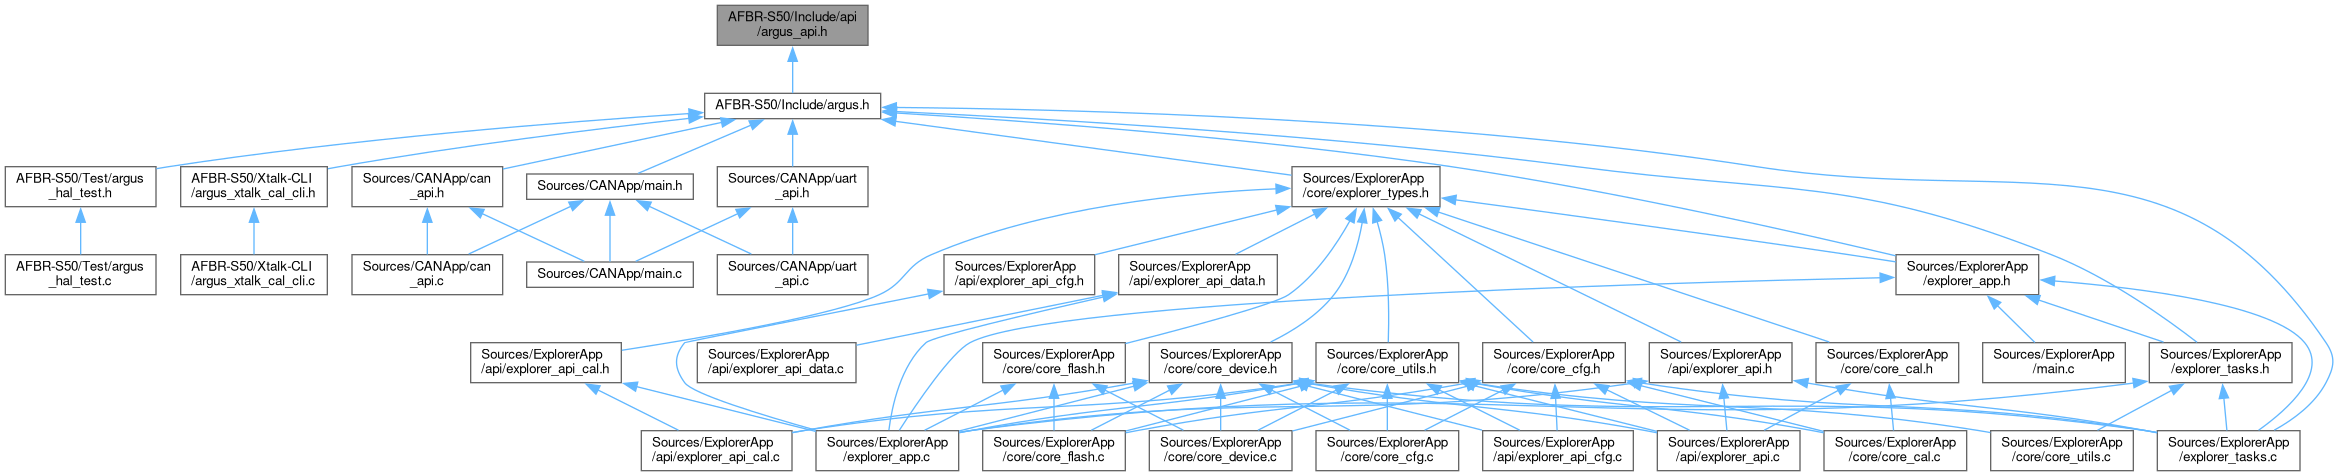 AFBR-S50/Include/api
/argus_api.h
AFBR-S50/Include/argus.h
AFBR-S50/Test/argus
_hal_test.h
AFBR-S50/Xtalk-CLI
/argus_xtalk_cal_cli.h
Sources/CANApp/can
_api.h
Sources/CANApp/main.h
Sources/CANApp/uart
_api.h
Sources/ExplorerApp
/core/explorer_types.h
AFBR-S50/Test/argus
_hal_test.c
AFBR-S50/Xtalk-CLI
/argus_xtalk_cal_cli.c
Sources/CANApp/can
_api.c
Sources/CANApp/main.c
Sources/CANApp/uart
_api.c
Sources/ExplorerApp
/api/explorer_api_cfg.h
Sources/ExplorerApp
/api/explorer_api_data.h
Sources/ExplorerApp
/explorer_app.h
Sources/ExplorerApp
/api/explorer_api_cal.h
Sources/ExplorerApp
/api/explorer_api_data.c
Sources/ExplorerApp
/core/core_flash.h
Sources/ExplorerApp
/core/core_device.h
Sources/ExplorerApp
/core/core_utils.h
Sources/ExplorerApp
/core/core_cfg.h
Sources/ExplorerApp
/api/explorer_api.h
Sources/ExplorerApp
/core/core_cal.h
Sources/ExplorerApp
/main.c
Sources/ExplorerApp
/explorer_tasks.h
Sources/ExplorerApp
/api/explorer_api_cal.c
Sources/ExplorerApp
/explorer_app.c
Sources/ExplorerApp
/core/core_flash.c
Sources/ExplorerApp
/core/core_device.c
Sources/ExplorerApp
/core/core_cfg.c
Sources/ExplorerApp
/api/explorer_api_cfg.c
Sources/ExplorerApp
/api/explorer_api.c
Sources/ExplorerApp
/core/core_cal.c
Sources/ExplorerApp
/core/core_utils.c
Sources/ExplorerApp
/explorer_tasks.c